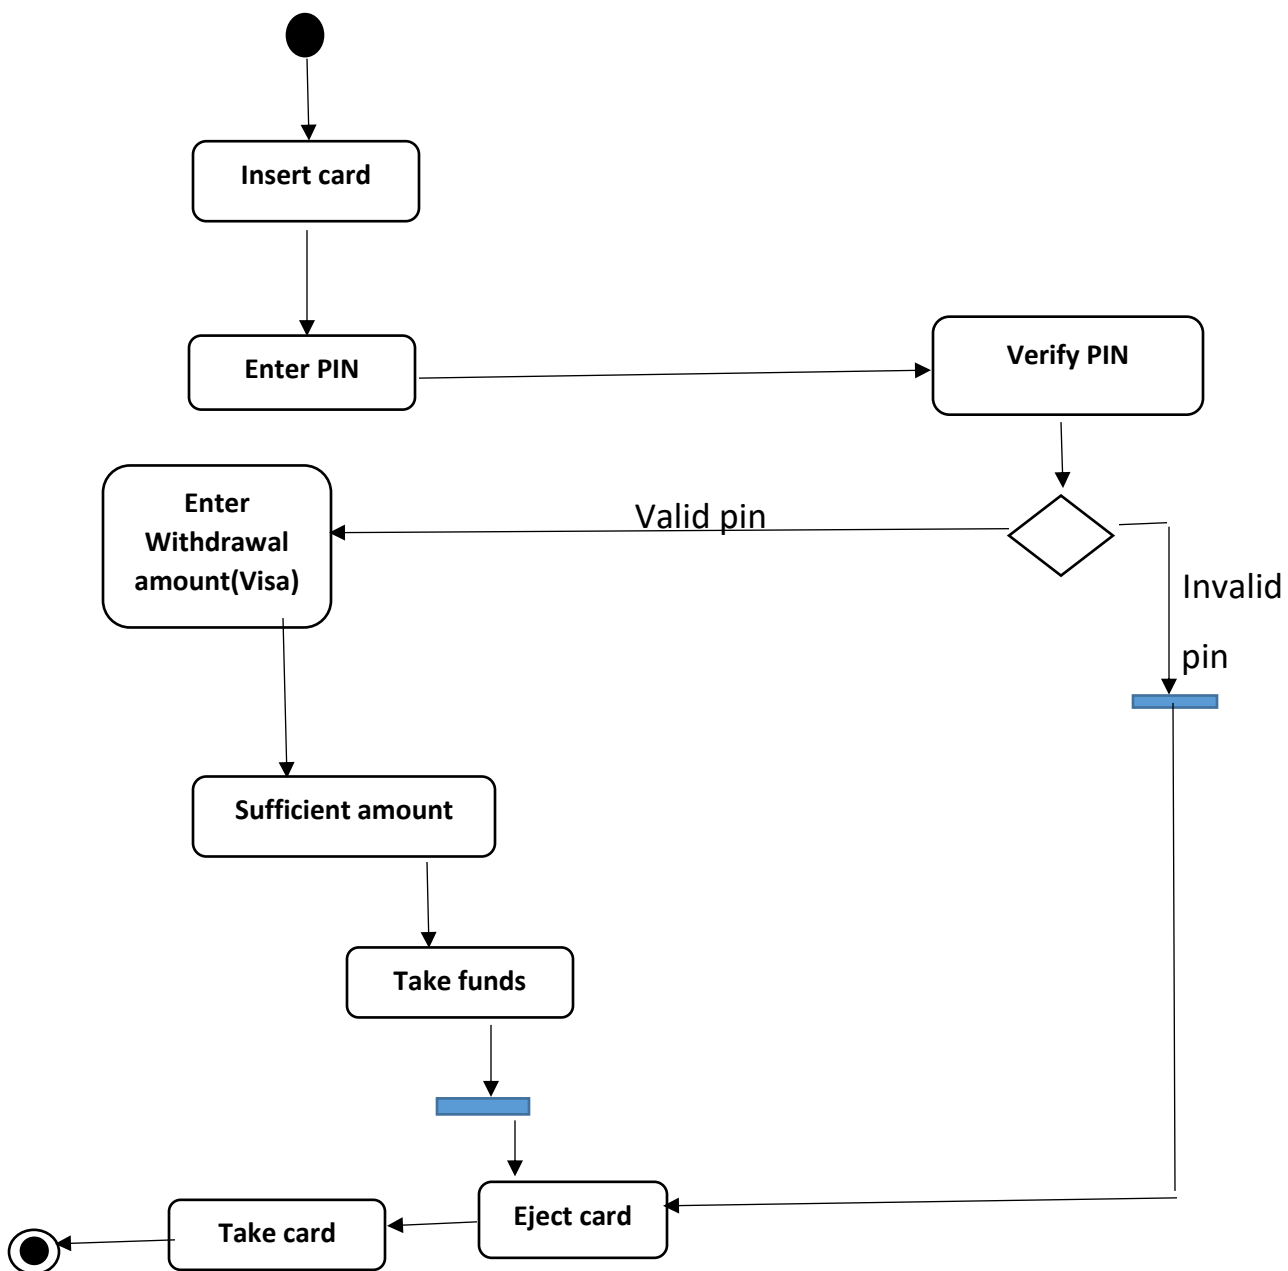 Insert card
Enter PIN
Verify PIN
Enter
Withdrawal
amount(Visa)
Valid pin
Invalid
pin
Sufficient amount
Take funds
Eject card
Take card